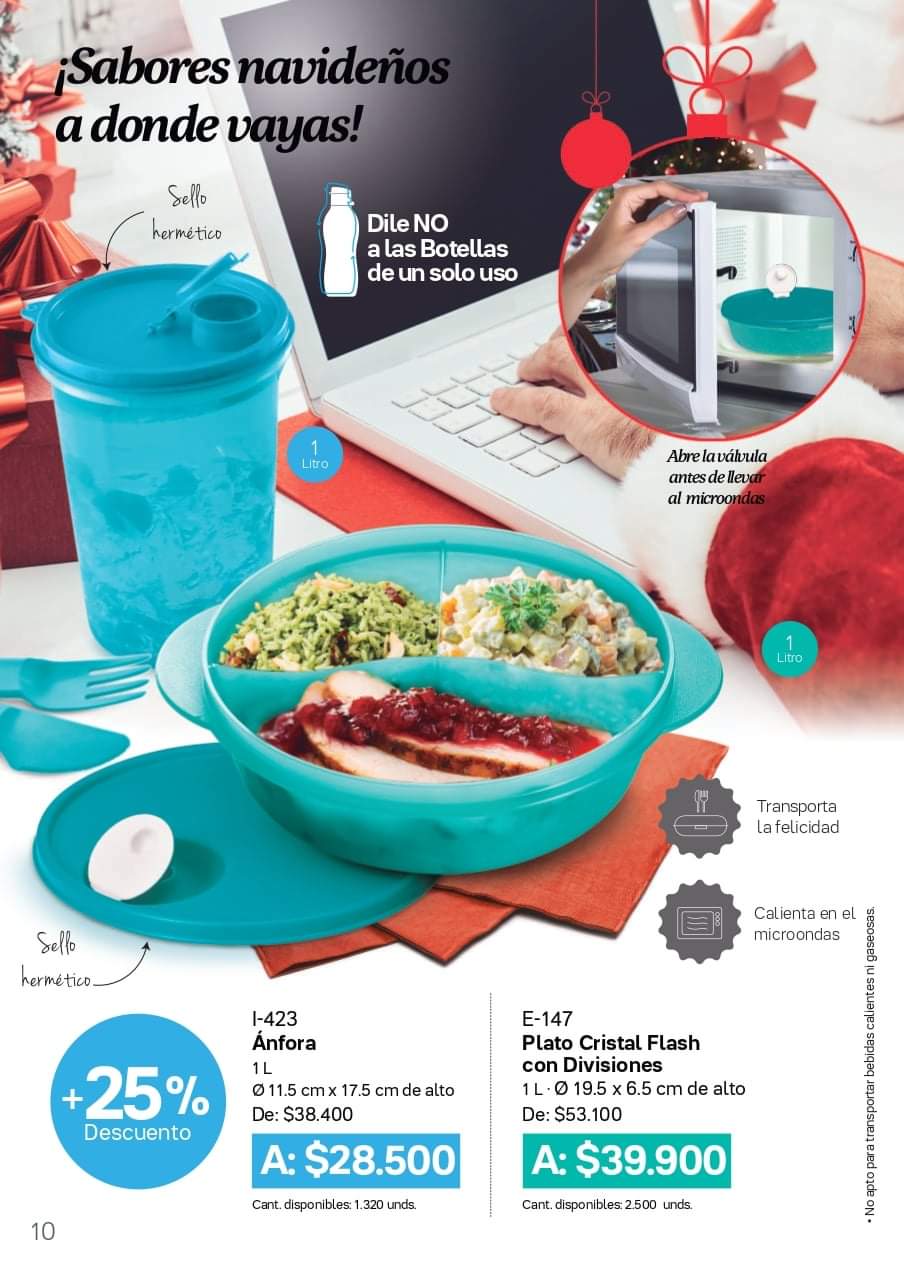 ¡Sabores navideños
a donde vayas!
Sello
hermético
Dile NO
a las Botellas
de un solo uso
1
Litro
Abre la válvula
antes de llevar
al microondas
1
Litro
Transporta
la felicidad
Calienta en el
microondas
Sello
hermético
+25%
Descuento
I-423
Ánfora
1 L
Ø 11.5 cm x 17.5 cm de alto
De: $38.400
A: $28.500
Cant. disponibles: 1.320 unds.
E-147
Plato Cristal Flash
con Divisiones
1 L · Ø 19.5 x 6.5 cm de alto
De: $53.100
A: $39.900
Cant. disponibles: 2.500 unds.
• No apto para transportar bebidas calientes ni gaseosas.
10